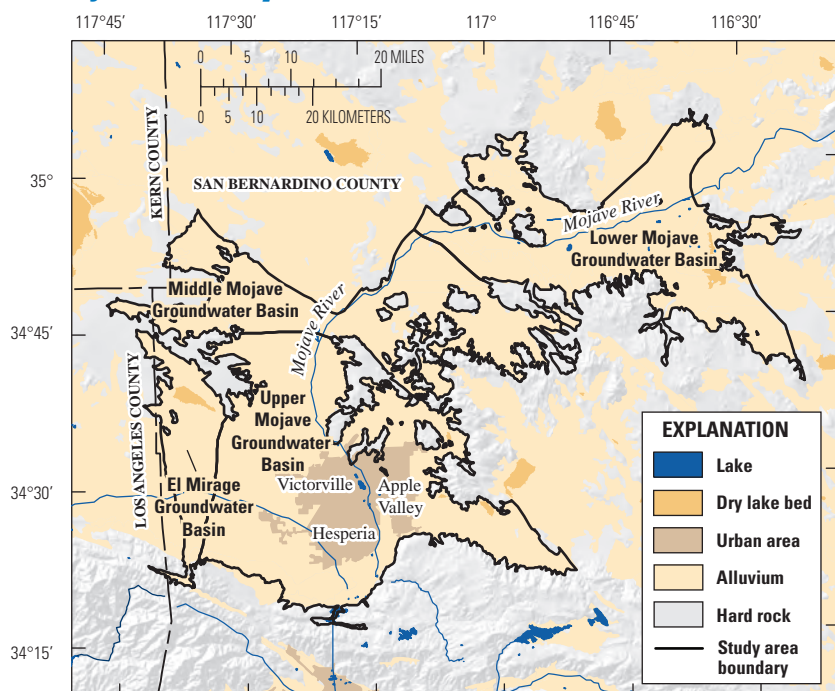 117°45' 117°30' 117°15' 117° 116°45' 116°30'
0 5 10 20 MILES
0 5 10 20 KILOMETERS
35°
KERN COUNTY
SAN BERNARDINO COUNTY
Mojave River
Lower Mojave
Groundwater Basin
Middle Mojave
Groundwater Basin
Mojave River
34°45'
LOS ANGELES COUNTY
Upper
Mojave
Groundwater
Basin
El Mirage
Groundwater
Basin
34°30'
Victorville
Apple
Valley
Hesperia
34°15'
EXPLANATION
Lake
Dry lake bed
Urban area
Alluvium
Hard rock
Study area
boundary